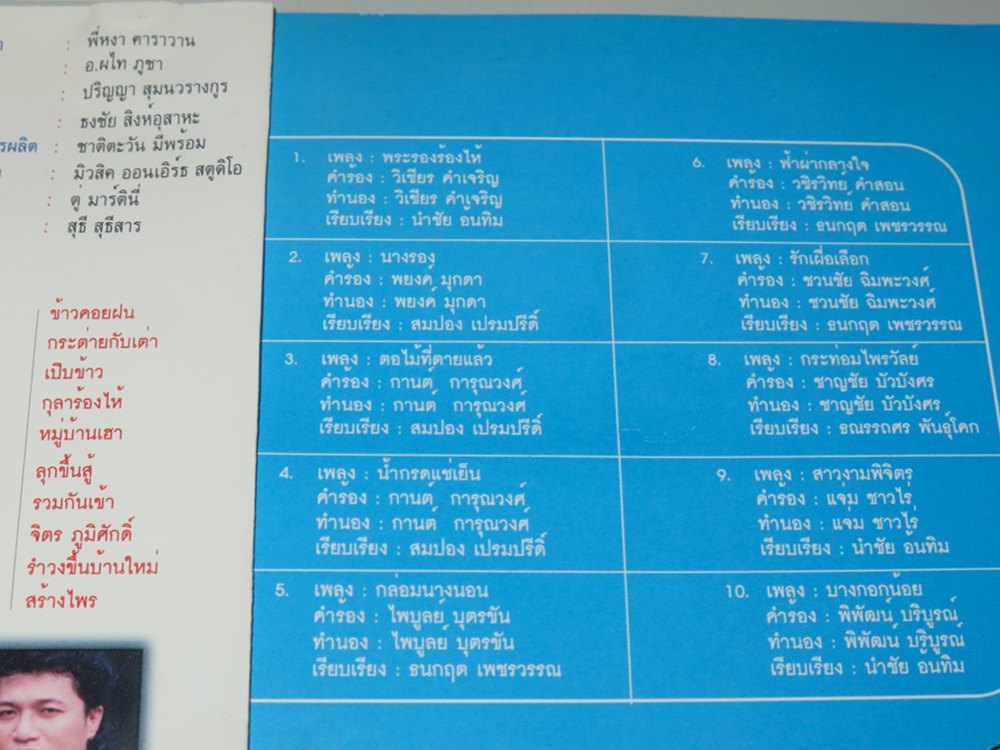 : พี่หงา คาราวาน
: อ.ผไท ภูชา
: ปริญญา สุมนวรางกูร
: ธงชัย สิงห์อุสาหะ
รผลิต : ชาติตะวัน มีพร้อม
: มิวสิค ออนเอิร์ธ สตูดิโอ
: ตู่ มาร์ตินี่
: สุธี สุธีสาร
ข้าวคอยฝน
กระต่ายกับเต่า
เปิบข้าว
กุลาร้องไห้
หมู่บ้านเฮา
ลุกขึ้นสู้
รวมกันเข้า
จิตร ภูมิศักดิ์
รำวงขึ้นบ้านใหม่
สร้างไพร
1. เพลง : พระรองร้องไห้
คำร้อง : วิเชียร คำเจริญ
ทำนอง : วิเชียร คำเจริญ
เรียบเรียง : นำชัย อ้นทิม
2. เพลง : นางรอง
คำร้อง : พยงค์ มุกดา
ทำนอง : พยงค์ มุกดา
เรียบเรียง : สมปอง เปรมปรีดิ์
3. เพลง : ตอไม้ที่ตายแล้ว
คำร้อง : กานต์ การุณวงศ์
ทำนอง : กานต์ การุณวงศ์
เรียบเรียง : สมปอง เปรมปรีดิ์
4. เพลง : น้ำกรดแช่เย็น
คำร้อง : กานต์ การุณวงศ์
ทำนอง : กานต์ การุณวงศ์
เรียบเรียง : สมปอง เปรมปรีดิ์
5. เพลง : กล่อมนางนอน
คำร้อง : ไพบูลย์ บุตรขัน
ทำนอง : ไพบูลย์ บุตรขัน
เรียบเรียง : ธนกฤต เพชรวรรณ
6. เพลง : ฟ้าผ่ากลางใจ
คำร้อง : วชิรวิทย์ คำสอน
ทำนอง : วชิรวิทย์ คำสอน
เรียบเรียง : ธนกฤต เพชรวรรณ
7. เพลง : รักเผื่อเลือก
คำร้อง : ชวนชัย ฉิมพะวงศ์
ทำนอง : ชวนชัย ฉิมพะวงศ์
เรียบเรียง : ธนกฤต เพชรวรรณ
8. เพลง : กระท่อมไพรวัลย์
คำร้อง : ชาญชัย บัวบังศร
ทำนอง : ชาญชัย บัวบังศร
เรียบเรียง : ธณรรถศร พันธุ์โคก
9. เพลง : สาวงามพิจิตร
คำร้อง : แจ๋ม ชาวไร่
ทำนอง : แจ๋ม ชาวไร่
เรียบเรียง : นำชัย อ้นทิม
10. เพลง : บางกอกน้อย
คำร้อง : พิพัฒน์ บริบูรณ์
ทำนอง : พิพัฒน์ บริบูรณ์
เรียบเรียง : นำชัย อ้นทิม